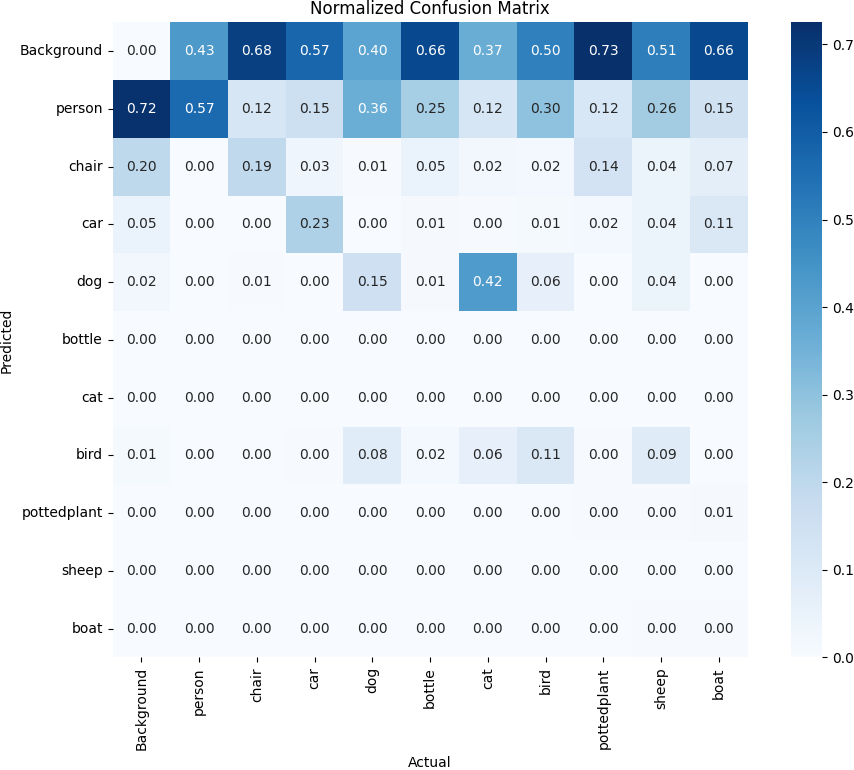 Normalized Confusion Matrix
Background 0.00 0.43 0.68 0.57 0.40 0.66 0.37 0.50 0.73 0.51 0.66
person 0.72 0.57 0.12 0.15 0.36 0.25 0.12 0.30 0.12 0.26 0.15
chair 0.20 0.00 0.19 0.03 0.01 0.05 0.02 0.02 0.14 0.04 0.07
car 0.05 0.00 0.00 0.23 0.00 0.01 0.00 0.01 0.02 0.04 0.11
dog 0.02 0.00 0.01 0.00 0.15 0.01 0.42 0.06 0.00 0.04 0.00
bottle 0.00 0.00 0.00 0.00 0.00 0.00 0.00 0.00 0.00 0.00 0.00
cat 0.00 0.00 0.00 0.00 0.00 0.00 0.00 0.00 0.00 0.00 0.00
bird 0.01 0.00 0.00 0.00 0.08 0.02 0.06 0.11 0.00 0.09 0.00
pottedplant 0.00 0.00 0.00 0.00 0.00 0.00 0.00 0.00 0.00 0.00 0.01
sheep 0.00 0.00 0.00 0.00 0.00 0.00 0.00 0.00 0.00 0.00 0.00
boat 0.00 0.00 0.00 0.00 0.00 0.00 0.00 0.00 0.00 0.00 0.00
Background person chair car dog bottle cat bird pottedplant sheep boat
Actual
Predicted
0.7
0.6
0.5
0.4
0.3
0.2
0.1
0.0